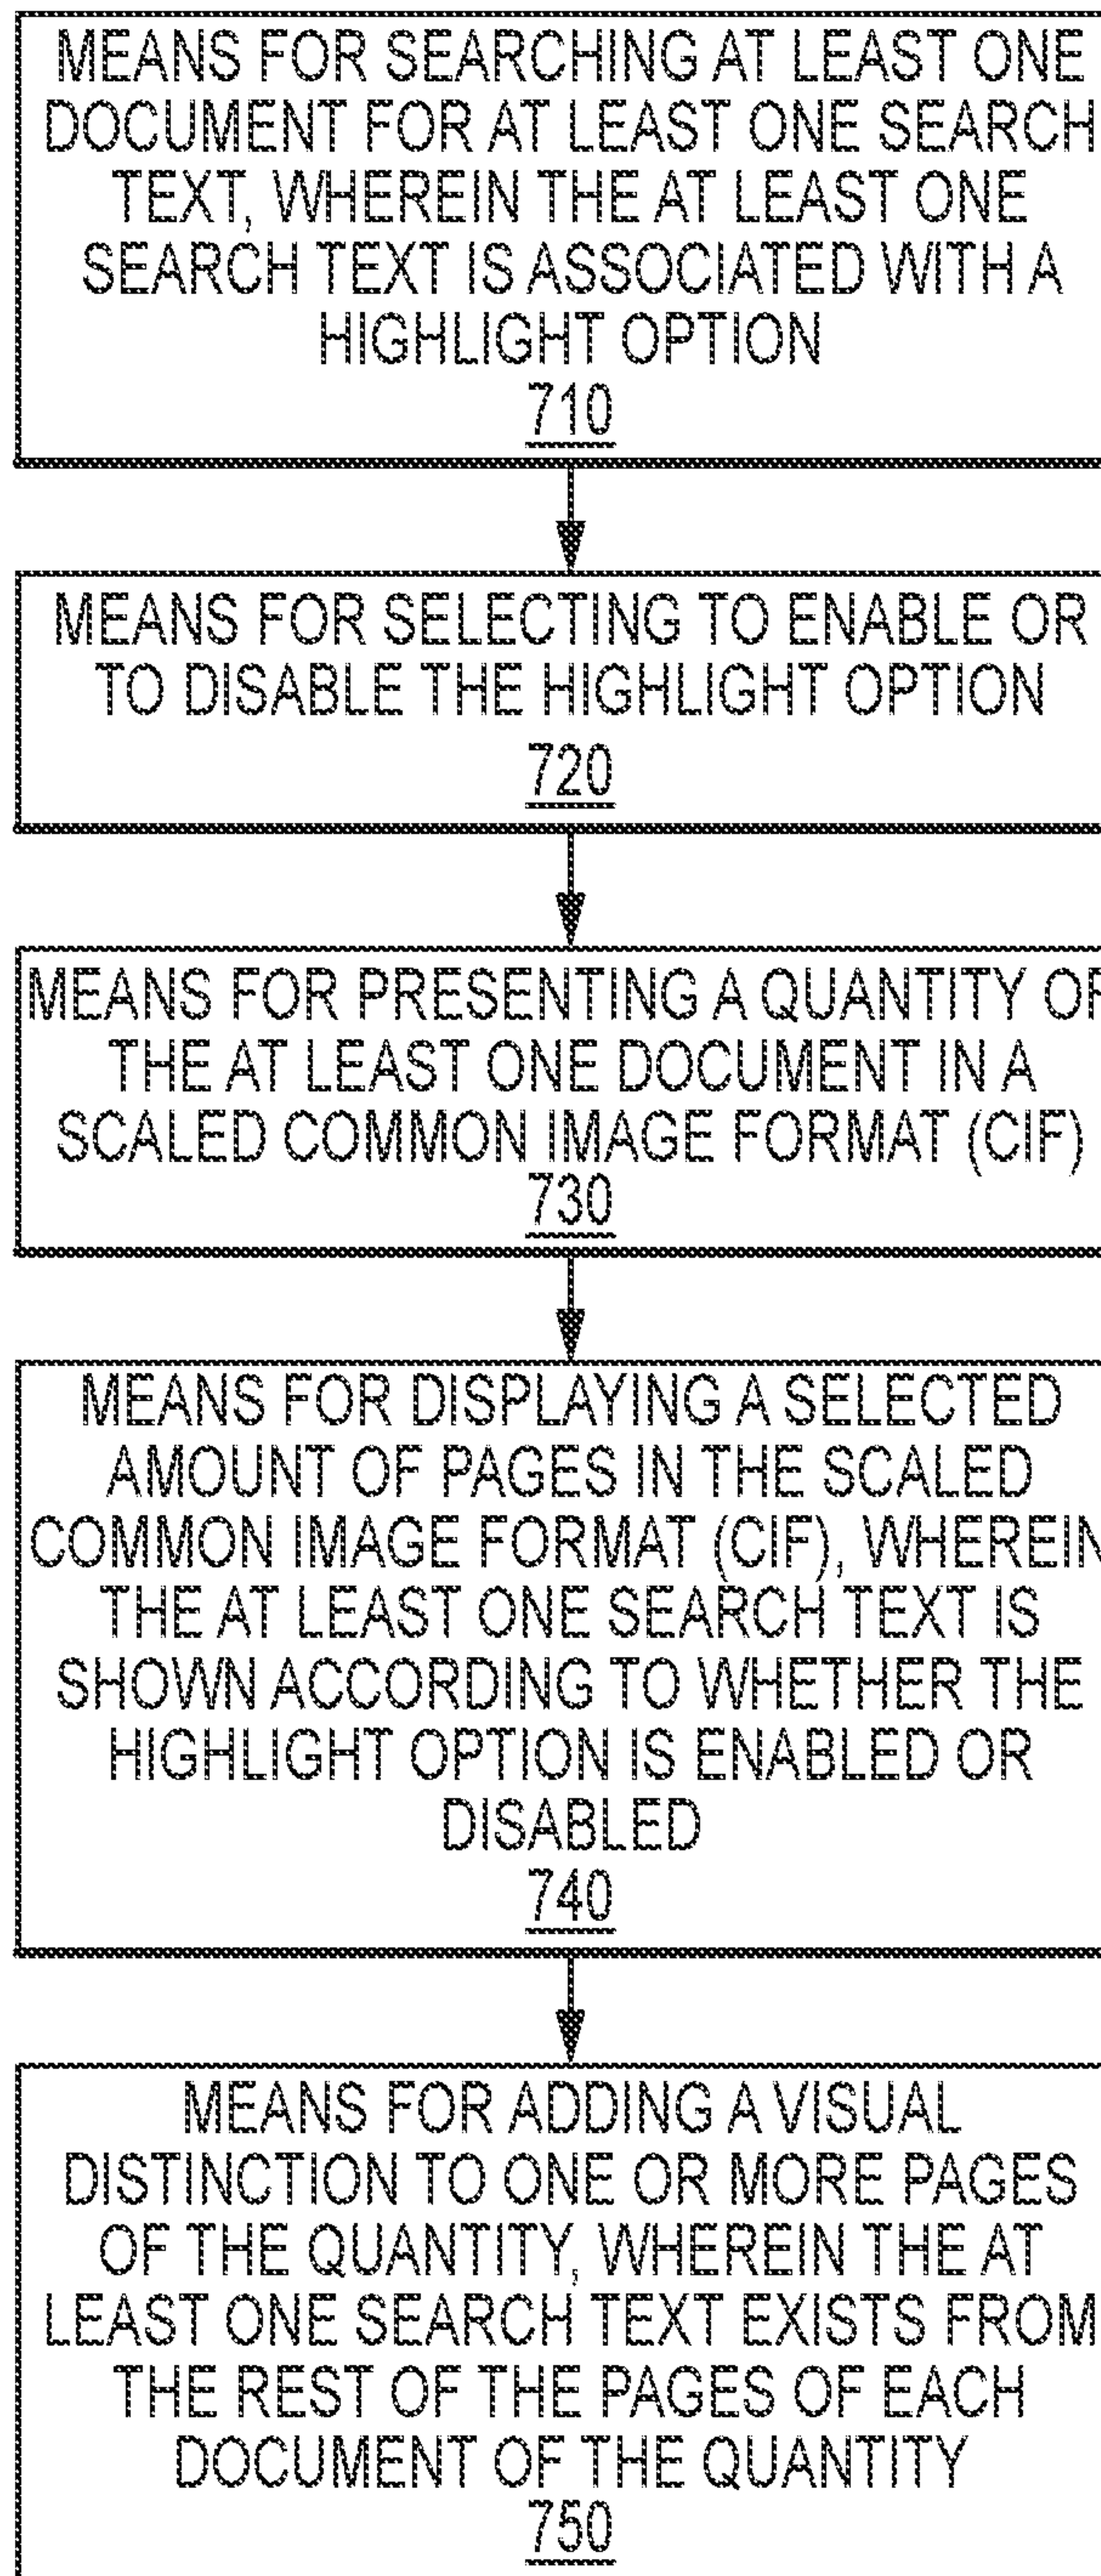 MEANS FOR SEARCHING AT LEAST ONE
DOCUMENT FOR AT LEAST ONE SEARCH
TEXT, WHEREIN THE AT LEAST ONE
SEARCH TEXT IS ASSOCIATED WITH A
HIGHLIGHT OPTION
710
MEANS FOR SELECTING TO ENABLE OR
TO DISABLE THE HIGHLIGHT OPTION
720
MEANS FOR PRESENTING A QUANTITY OF
THE AT LEAST ONE DOCUMENT IN A
SCALED COMMON IMAGE FORMAT (CIF)
730
MEANS FOR DISPLAYING A SELECTED
AMOUNT OF PAGES IN THE SCALED
COMMON IMAGE FORMAT (CIF), WHEREIN
THE AT LEAST ONE SEARCH TEXT IS
SHOWN ACCORDING TO WHETHER THE
HIGHLIGHT OPTION IS ENABLED OR
DISABLED
740
MEANS FOR ADDING A VISUAL
DISTINCTION TO ONE OR MORE PAGES
OF THE QUANTITY, WHEREIN THE AT
LEAST ONE SEARCH TEXT EXISTS FROM
THE REST OF THE PAGES OF EACH
DOCUMENT OF THE QUANTITY
750